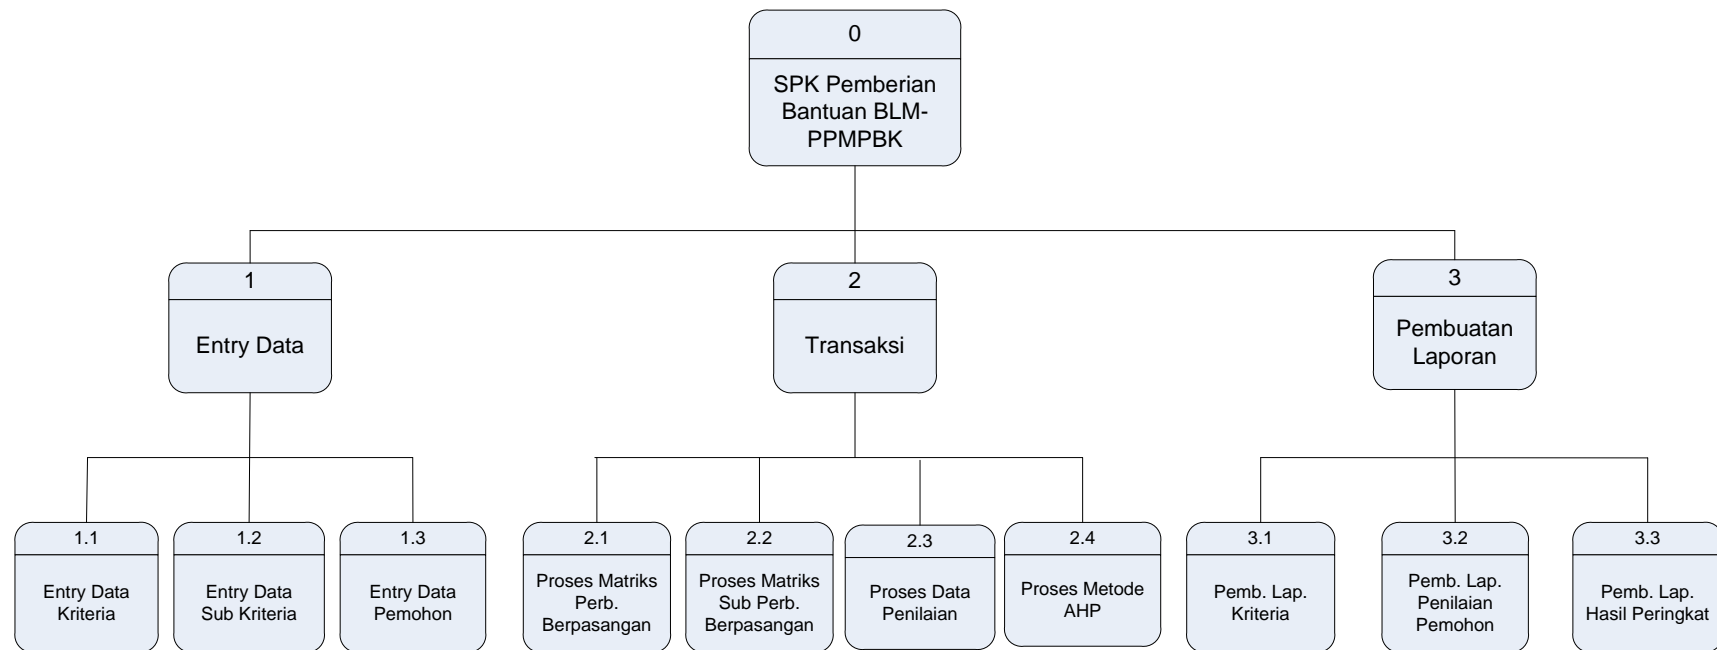 0
SPK Pemberian
Bantuan BLM-
PPMPBK
1
Entry Data
2
Transaksi
3
Pembuatan
Laporan
1.1
Entry Data
Kriteria
1.2
Entry Data
Sub Kriteria
1.3
Entry Data
Pemohon
2.1
Proses Matriks
Perb.
Berpasangan
2.2
Proses Matriks
Sub Perb.
Berpasangan
2.3
Proses Data
Penilaian
2.4
Proses Metode
AHP
3.1
Pemb. Lap.
Kriteria
3.2
Pemb. Lap.
Penilaian
Pemohon
3.3
Pemb. Lap.
Hasil Peringkat